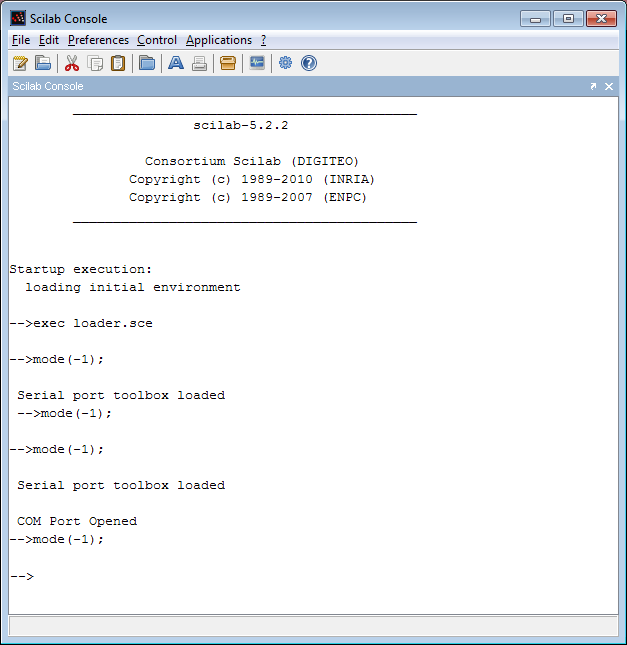 Scilab Console
File Edit Preferences Control Applications ?
Scilab Console
scilab-5.2.2
Consortium Scilab (DIGITEO)
Copyright (c) 1989-2010 (INRIA)
Copyright (c) 1989-2007 (ENPC)
Startup execution:
loading initial environment
-->exec loader.sce
-->mode(-1);
Serial port toolbox loaded
-->mode(-1);
-->mode(-1);
Serial port toolbox loaded
COM Port Opened
-->mode(-1);
-->